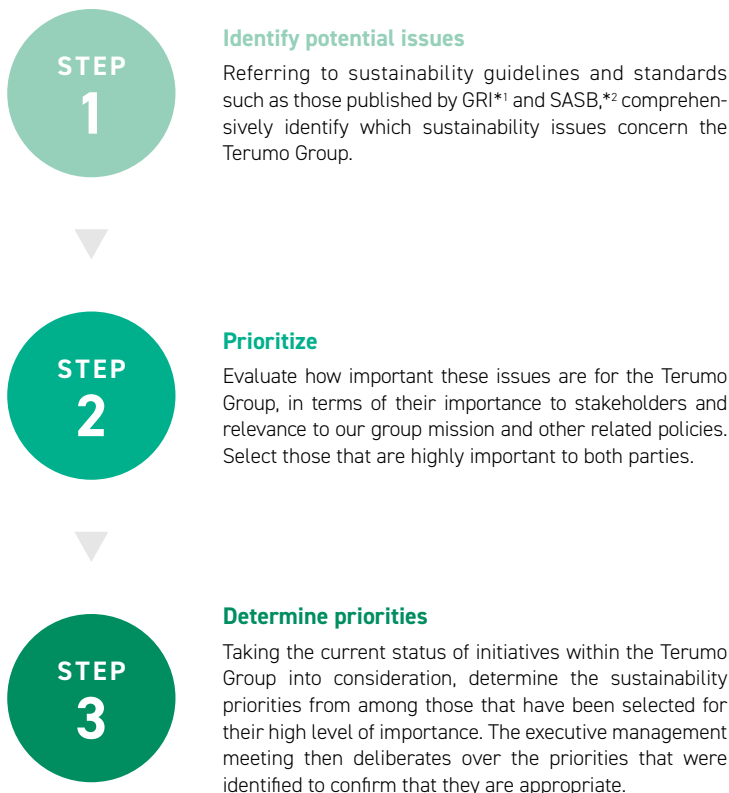 STEP
1
Identify potential issues
Referring to sustainability guidelines and standards
such as those published by GRI*¹ and SASB,*² comprehen-
sively identify which sustainability issues concern the
Terumo Group.
STEP
2
Prioritize
Evaluate how important these issues are for the Terumo
Group, in terms of their importance to stakeholders and
relevance to our group mission and other related policies.
Select those that are highly important to both parties.
STEP
3
Determine priorities
Taking the current status of initiatives within the Terumo
Group into consideration, determine the sustainability
priorities from among those that have been selected for
their high level of importance. The executive management
meeting then deliberates over the priorities that were
identified to confirm that they are appropriate.